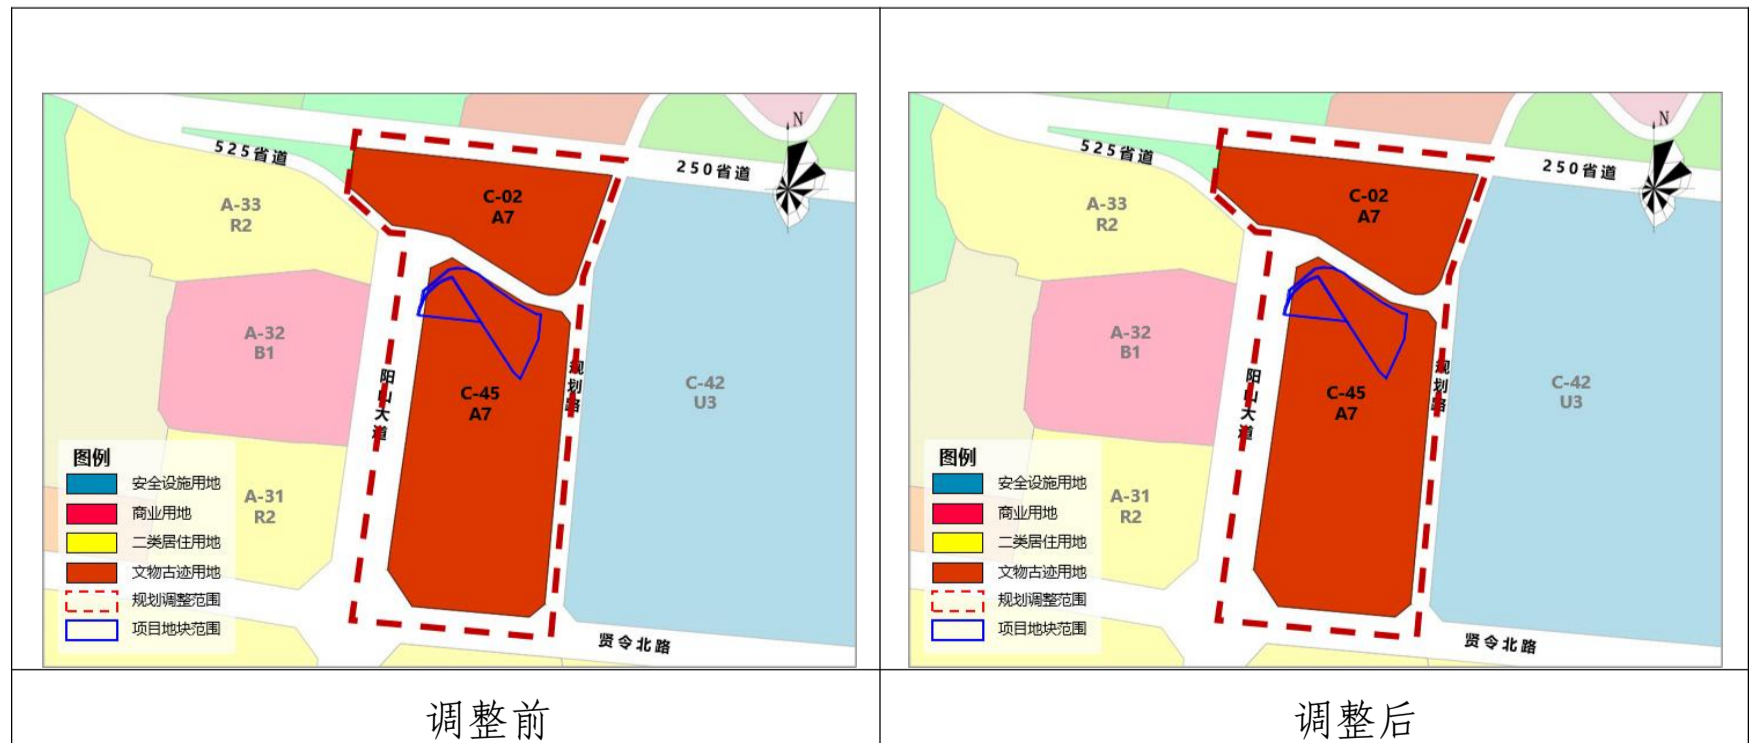 N
525省道
250省道
C-02
A7
A-33
R2
A-32
B1
阳山大道
C-45
A7
规划路
C-42
U3
图例
安全设施用地
商业用地
二类居住用地
文物古迹用地
规划调整范围
项目地块范围
A-31
R2
贤令北路
调整前
N
525省道
250省道
C-02
A7
A-33
R2
A-32
B1
阳山大道
C-45
A7
规划路
C-42
U3
图例
安全设施用地
商业用地
二类居住用地
文物古迹用地
规划调整范围
项目地块范围
A-31
R2
贤令北路
调整后